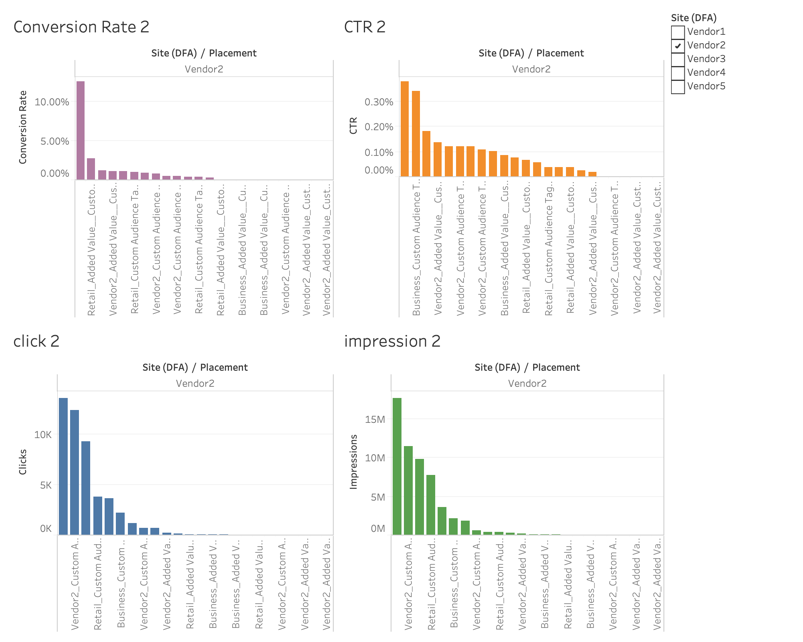 Conversion Rate 2
Site (DFA) / Placement
Vendor2
Conversion Rate
10.00%
5.00%
0.00%
Retail_Added Value__Custo..
Vendor2_Added Value__Cus..
Retail_Custom Audience Ta..
Vendor2_Custom Audience ..
Vendor2_Custom Audience ..
Retail_Custom Audience Ta..
Retail_Added Value__Custo..
Business_Added Value__Cu..
Business_Added Value__Cu..
Vendor2_Custom Audience ..
Vendor2_Added Value_Cust..
Vendor2_Added Value_Cust..
CTR 2
Site (DFA) / Placement
Vendor2
CTR
0.30%
0.20%
0.10%
0.00%
Business_Custom Audience T..
Vendor2_Added Value__Cus..
Vendor2_Custom Audience T..
Vendor2_Custom Audience T..
Business_Added Value__Cus..
Retail_Added Value__Custo..
Retail_Custom Audience Tag..
Retail_Added Value__Custo..
Vendor2_Added Value__Cus..
Vendor2_Custom Audience T..
Vendor2_Added Value_Cust..
Vendor2_Added Value_Cust..
Site (DFA)
Vendor1
Vendor2
Vendor3
Vendor4
Vendor5
click 2
Site (DFA) / Placement
Vendor2
Clicks
10K
5K
0K
Vendor2_Custom A..
Retail_Custom Aud..
Business_Custom ..
Vendor2_Custom A..
Vendor2_Added Va..
Retail_Added Valu..
Business_Added V..
Business_Added V..
Retail_Added Valu..
Vendor2_Custom A..
Vendor2_Added Va..
Vendor2_Added Va..
impression 2
Site (DFA) / Placement
Vendor2
Impressions
15M
10M
5M
0M
Vendor2_Custom A..
Retail_Custom Aud..
Business_Custom ..
Vendor2_Custom A..
Retail_Custom Aud..
Vendor2_Added Va..
Business_Added V..
Retail_Added Valu..
Business_Added V..
Vendor2_Custom A..
Vendor2_Added Va..
Vendor2_Added Va..